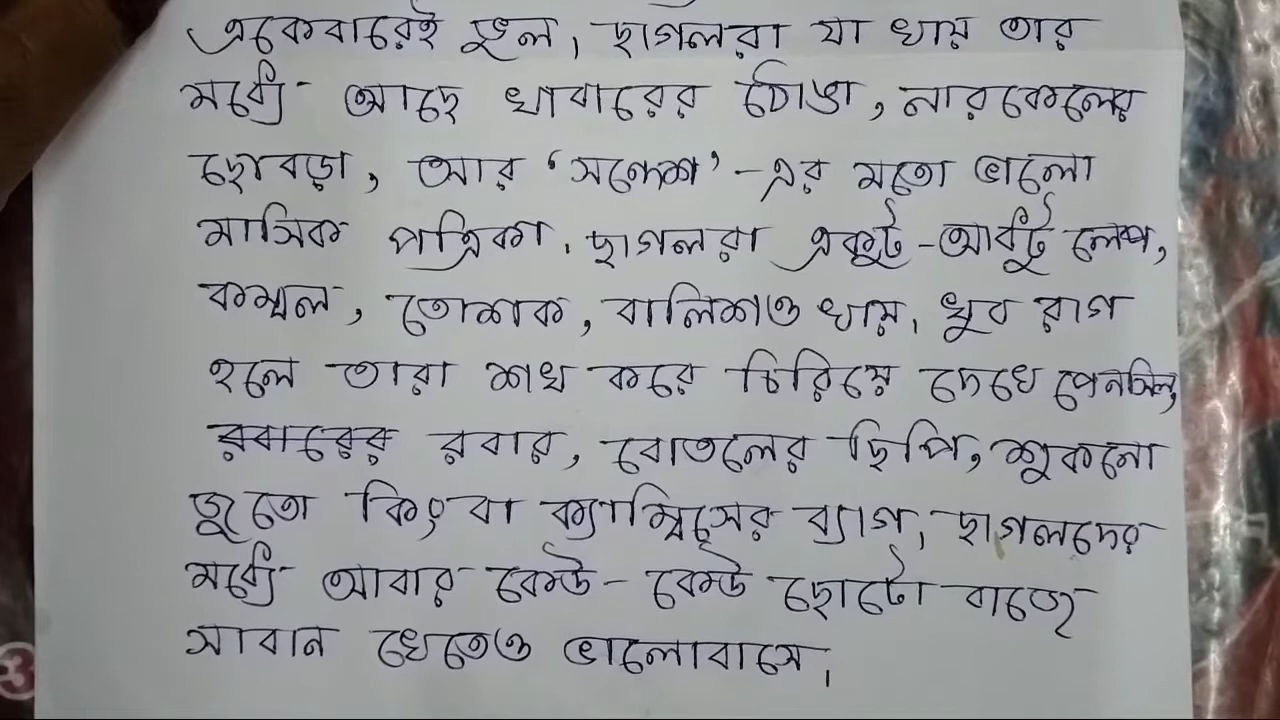 একেবারেই ভুল। ছাগলরা যা খায় তার
মধ্যে আছে খাবারের ঠোঙা, নারকেলের
ছোবড়া, আর 'সন্দেশ'-এর মতো ভালো
মাসিক পত্রিকা। ছাগলরা একটু-আধটু লেপ,
কম্বল, তোশক, বালিশও খায়। খুব রাগ
হলে তারা শখ করে চিবিয়ে দেখে পেনসিল,
রবারের রবার, বোতলের ছিপি, শুকনো
জুতো কিংবা ক্যাম্বিসের ব্যাগ। ছাগলদের
মধ্যে আবার কেউ-কেউ ছোটো বাচ্চে
সাবান খেতেও ভালোবাসে।